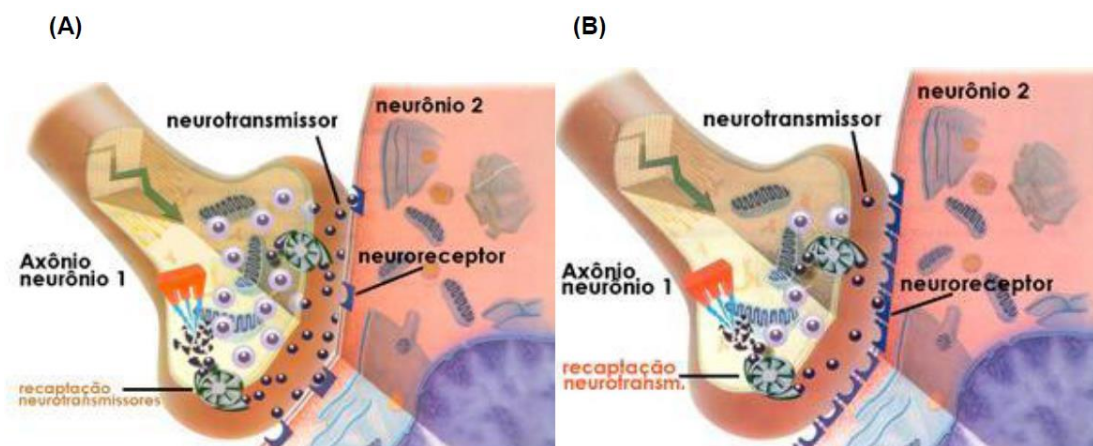 (A)
neurotransmissor
neurônio 2
Axônio
neurônio 1
neuroreceptor
recaptação
neurotransmissores
(B)
neurotransmissor
neurônio 2
Axônio
neurônio 1
neuroreceptor
recaptação
neurotransm.